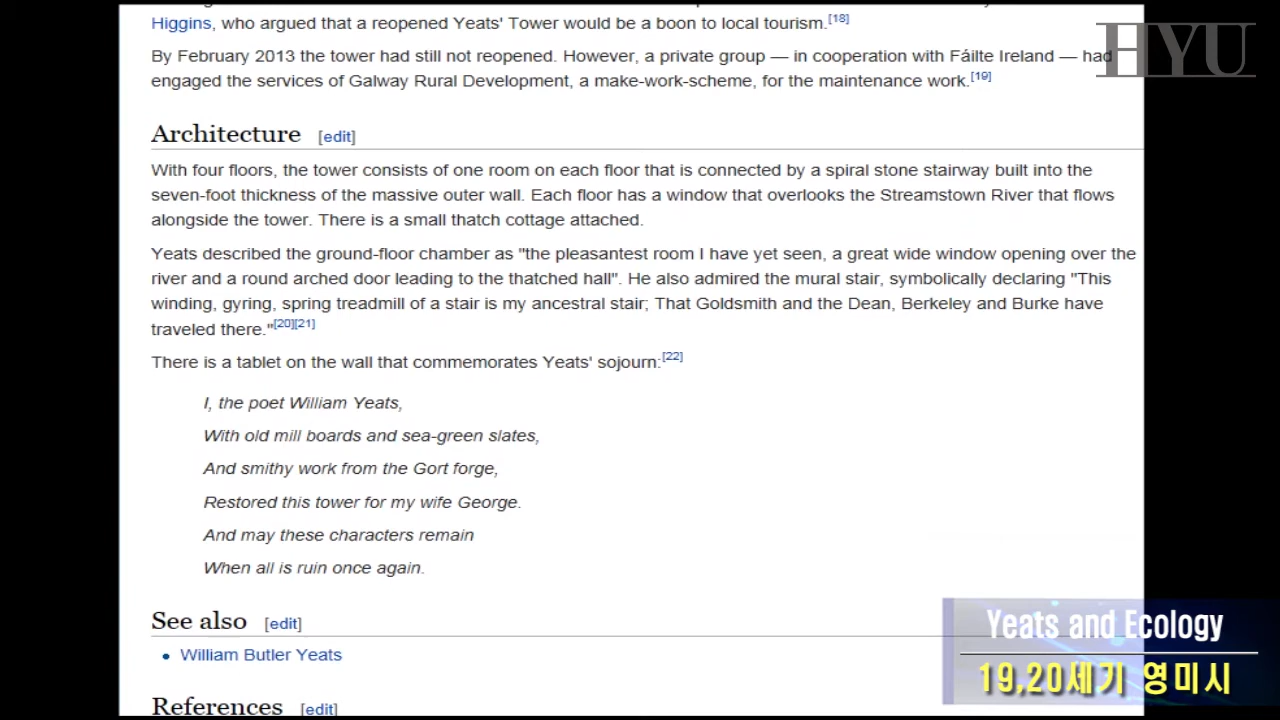 Higgins, who argued that a reopened Yeats' Tower would be a boon to local tourism.[18]
HYU
By February 2013 the tower had still not reopened. However, a private group — in cooperation with Fáilte Ireland — had
engaged the services of Galway Rural Development, a make-work-scheme, for the maintenance work.[19]
Architecture [edit]
With four floors, the tower consists of one room on each floor that is connected by a spiral stone stairway built into the
seven-foot thickness of the massive outer wall. Each floor has a window that overlooks the Streamstown River that flows
alongside the tower. There is a small thatch cottage attached.
Yeats described the ground-floor chamber as "the pleasantest room I have yet seen, a great wide window opening over the
river and a round arched door leading to the thatched hall". He also admired the mural stair, symbolically declaring "This
winding, gyring, spring treadmill of a stair is my ancestral stair; That Goldsmith and the Dean, Berkeley and Burke have
traveled there."[20][21]
There is a tablet on the wall that commemorates Yeats' sojourn:[22]
I, the poet William Yeats,
With old mill boards and sea-green slates,
And smithy work from the Gort forge,
Restored this tower for my wife George.
And may these characters remain
When all is ruin once again.
See also [edit]
• William Butler Yeats
Yeats and Ecology
19,20세기 영미시
References [edit]